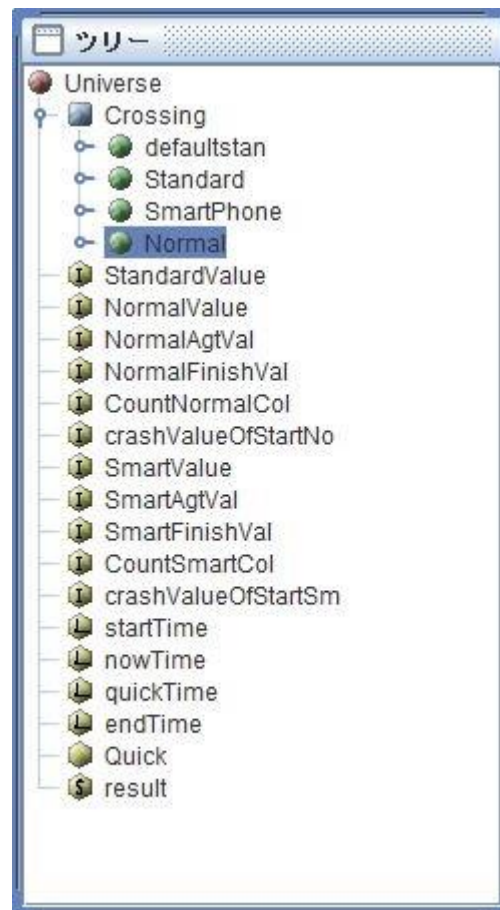 ツリー
Universe
Crossing
defaultstan
Standard
SmartPhone
Normal
StandardValue
NormalValue
NormalAgtVal
NormalFinishVal
CountNormalCol
crashValueOfStartNo
SmartValue
SmartAgtVal
SmartFinishVal
CountSmartCol
crashValueOfStartSm
startTime
nowTime
quickTime
endTime
Quick
result